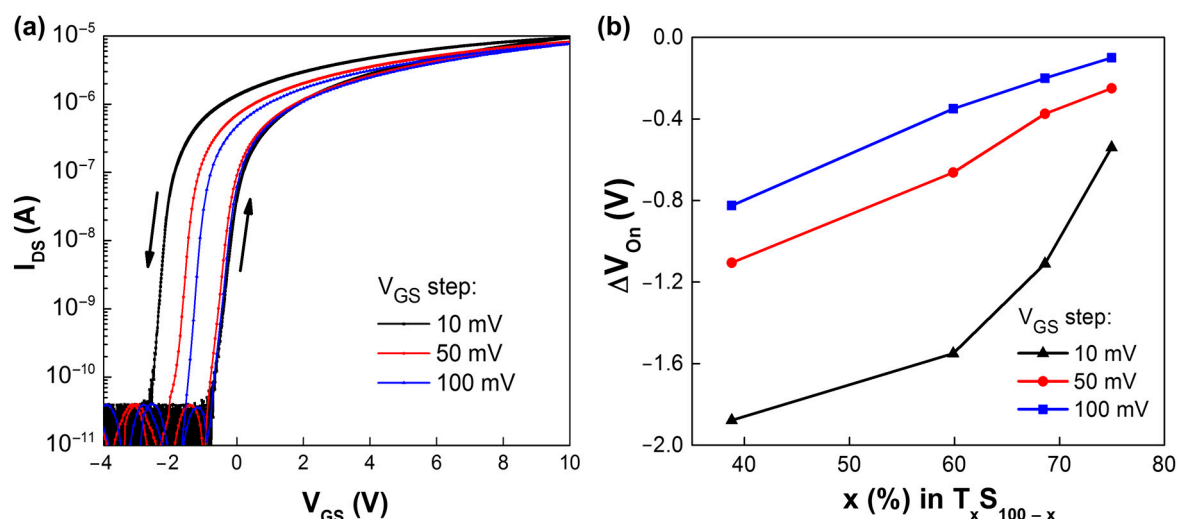 (a)
10⁻⁵
10⁻⁶
10⁻⁷
10⁻⁸
10⁻⁹
10⁻¹⁰
10⁻¹¹
I_DS (A)
V_GS step:
10 mV
50 mV
100 mV
−4 −2 0 2 4 6 8 10
V_GS (V)
(b)
0.0
−0.4
−0.8
−1.2
−1.6
−2.0
ΔV_On (V)
V_GS step:
10 mV
50 mV
100 mV
40 50 60 70 80
x (%) in TₓS₁₀₀ ₋ ₓ